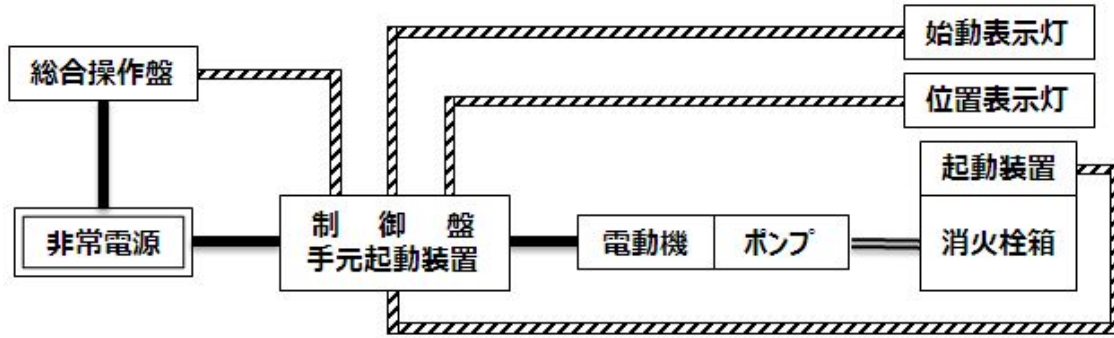 始動表示灯
総合操作盤
位置表示灯
起動装置
非常電源
制 御 盤
手元起動装置
電動機
ポンプ
消火栓箱